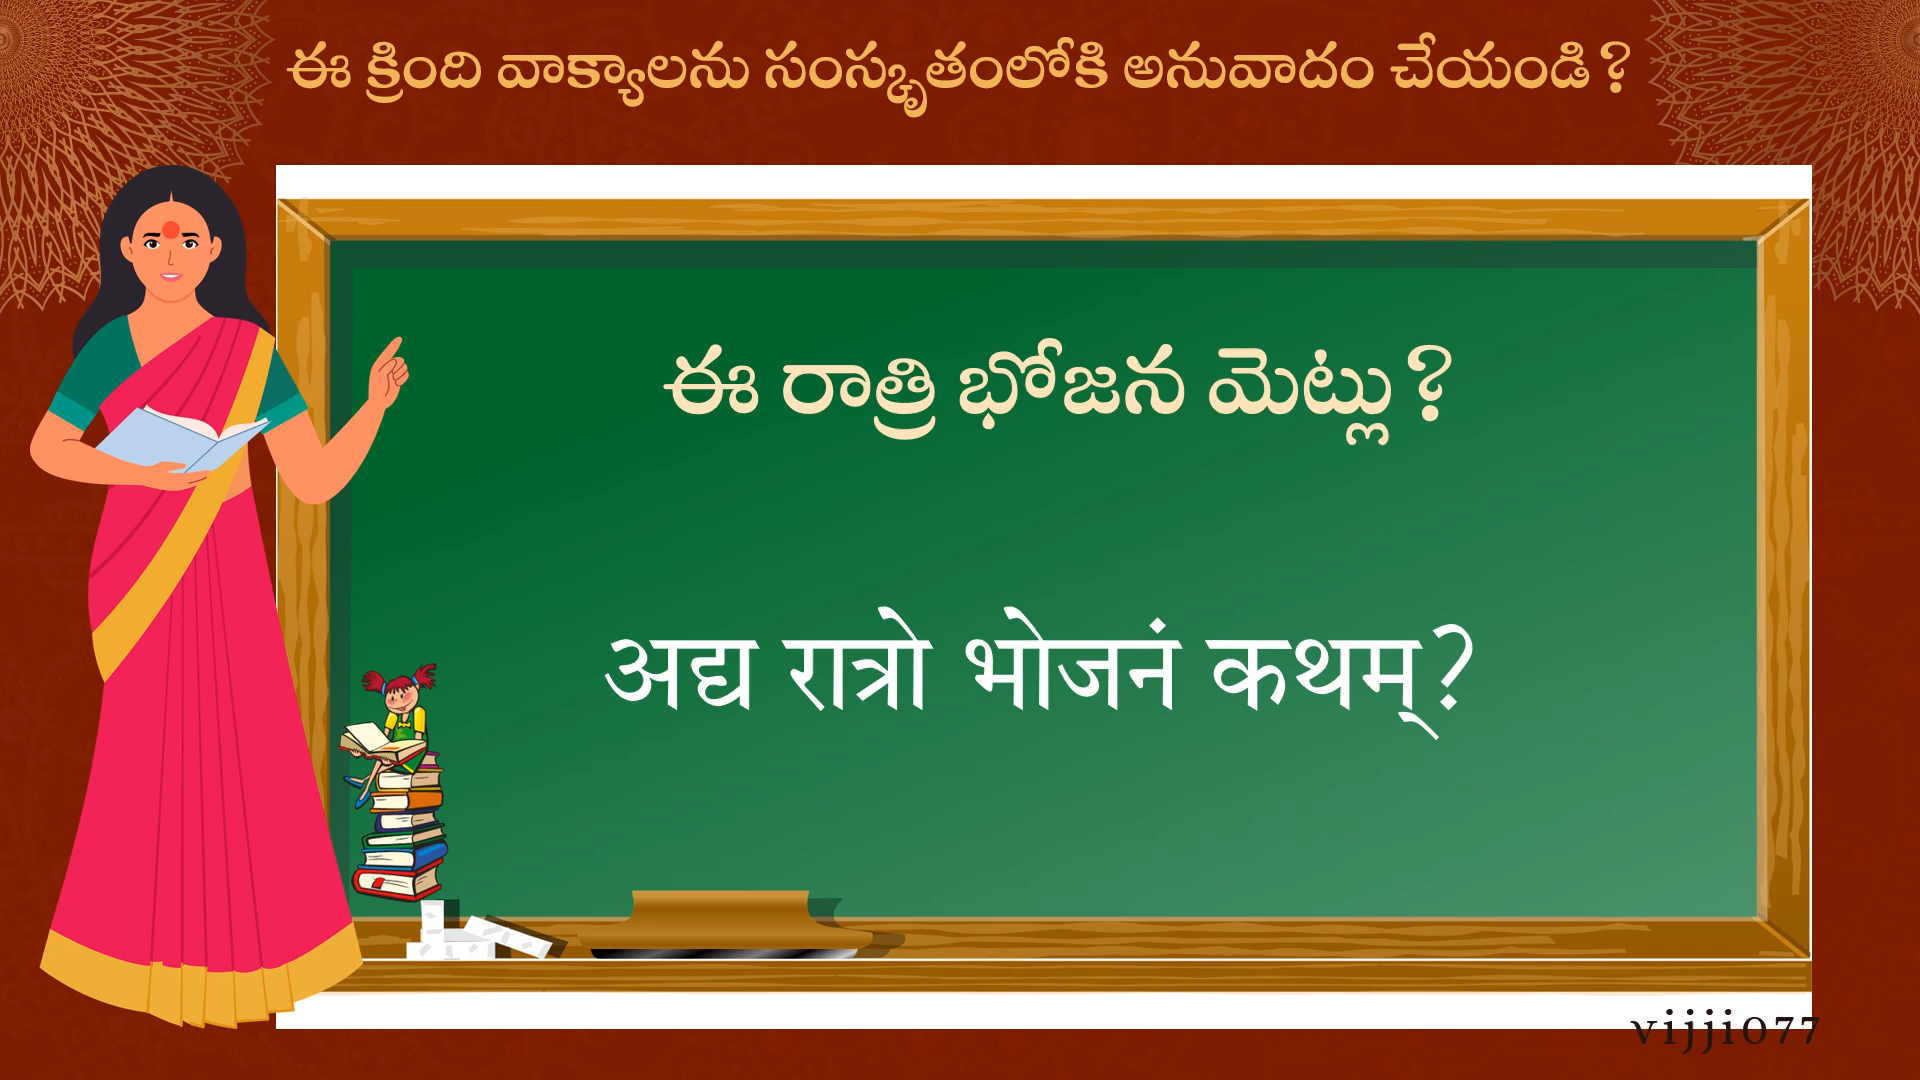 ఈ క్రింది వాక్యాలను సంస్కృతంలోకి అనువాదం చేయండి?
ఈ రాత్రి భోజన మెట్లు?
अद्य रात्रो भोजनं कथम्?
vijji077